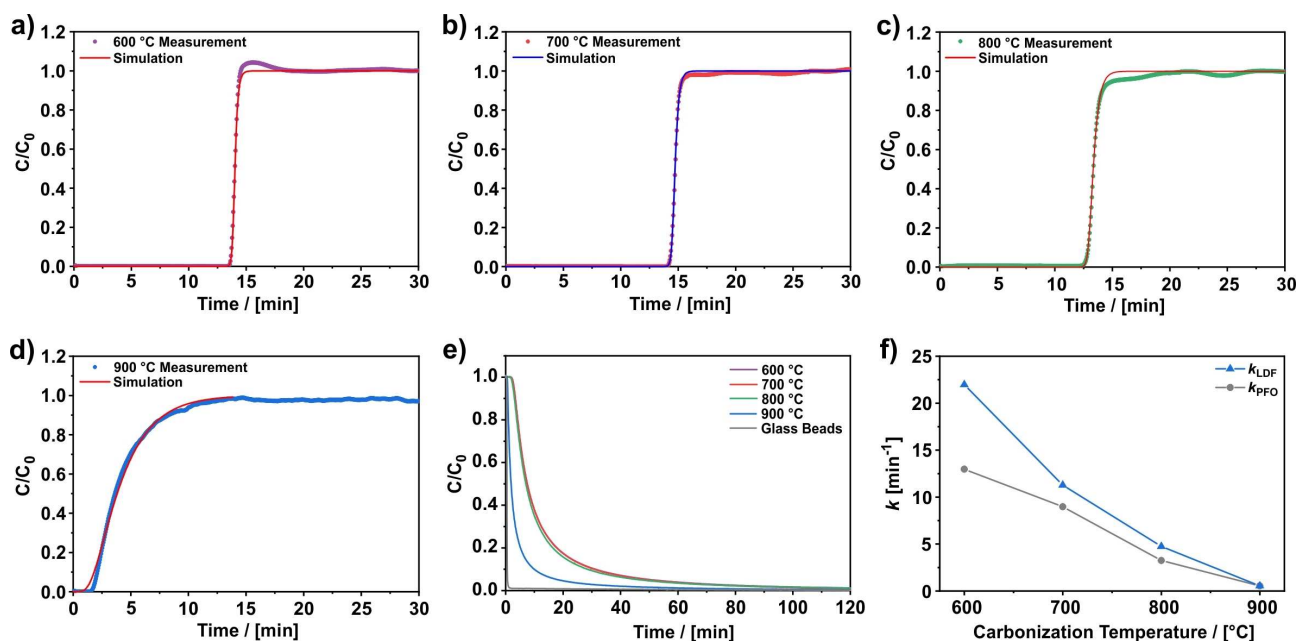 a)
1.2
1.0
0.8
0.6
0.4
0.2
0.0
C/C₀
600 °C Measurement
Simulation
0 5 10 15 20 25 30
Time / [min]
b)
1.2
1.0
0.8
0.6
0.4
0.2
0.0
C/C₀
700 °C Measurement
Simulation
0 5 10 15 20 25 30
Time / [min]
c)
1.2
1.0
0.8
0.6
0.4
0.2
0.0
C/C₀
800 °C Measurement
Simulation
0 5 10 15 20 25 30
Time / [min]
d)
1.2
1.0
0.8
0.6
0.4
0.2
0.0
C/C₀
900 °C Measurement
Simulation
0 5 10 15 20 25 30
Time / [min]
e)
1.0
0.8
0.6
0.4
0.2
0.0
C/C₀
600 °C
700 °C
800 °C
900 °C
Glass Beads
0 20 40 60 80 100 120
Time / [min]
f)
25
20
15
10
5
0
k [min⁻¹]
k_LDF
k_PFO
600 700 800 900
Carbonization Temperature / [°C]